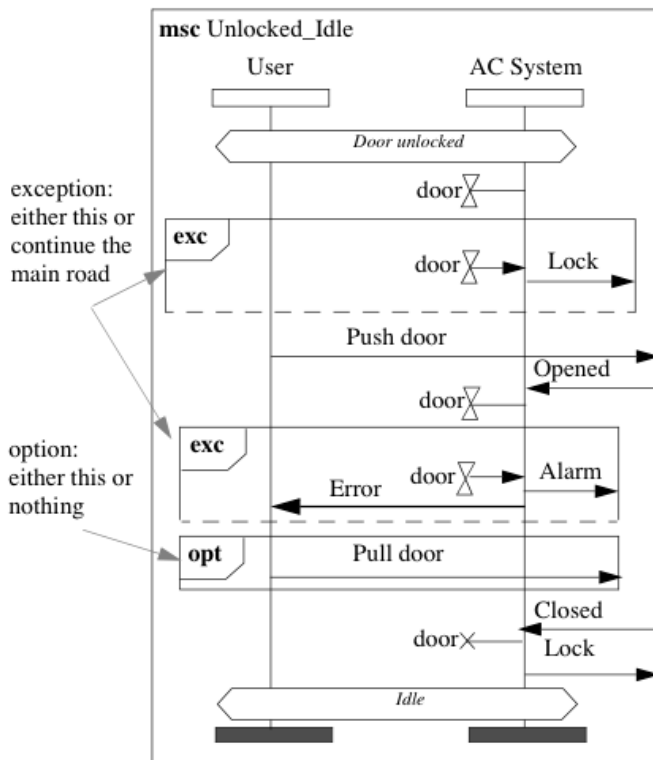 msc Unlocked_Idle
User
AC System
Door unlocked
door
exception:
either this or
continue the
main road
exc
door
Lock
Push door
Opened
door
exc
option:
either this or
nothing
door
Alarm
Error
opt
Pull door
Closed
door
Lock
Idle